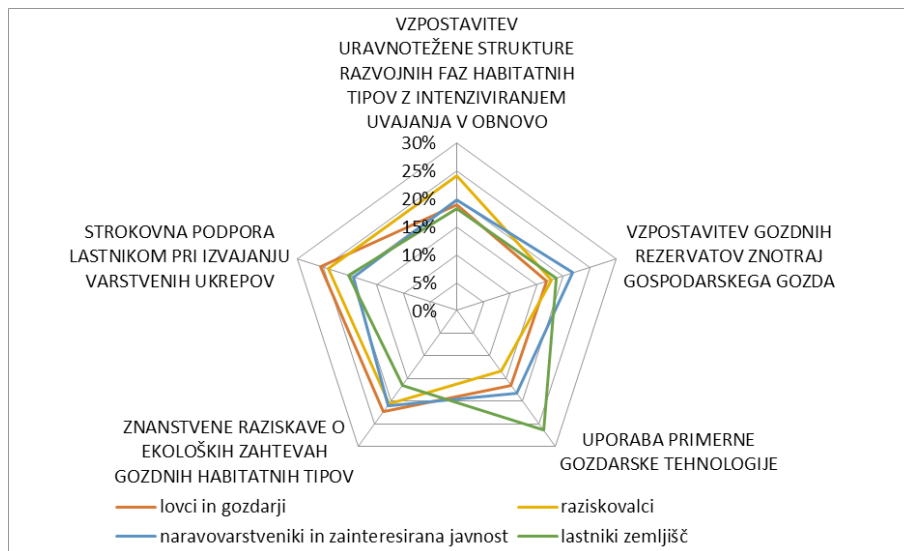 VZPOSTAVITEV
URAVNOTEŽENE STRUKTURE
RAZVOJNIH FAZ HABITATNIH
TIPOV Z INTENZIVIRANJEM
UVAJANJA V OBNOVO
30%
25%
20%
15%
10%
5%
0%
VZPOSTAVITEV GOZDNIH
REZERVATOV ZNOTRAJ
GOSPODARSKEGA GOZDA
UPORABA PRIMERNE
GOZDARSKE TEHNOLOGIJE
ZNANSTVENE RAZISKAVE O
EKOLOŠKIH ZAHTEVAH
GOZDNIH HABITATNIH TIPOV
STROKOVNA PODPORA
LASTNIKOM PRI IZVAJANJU
VARSTVENIH UKREPOV
lovci in gozdarji
raziskovalci
naravovarstveniki in zainteresirana javnost
lastniki zemljišč